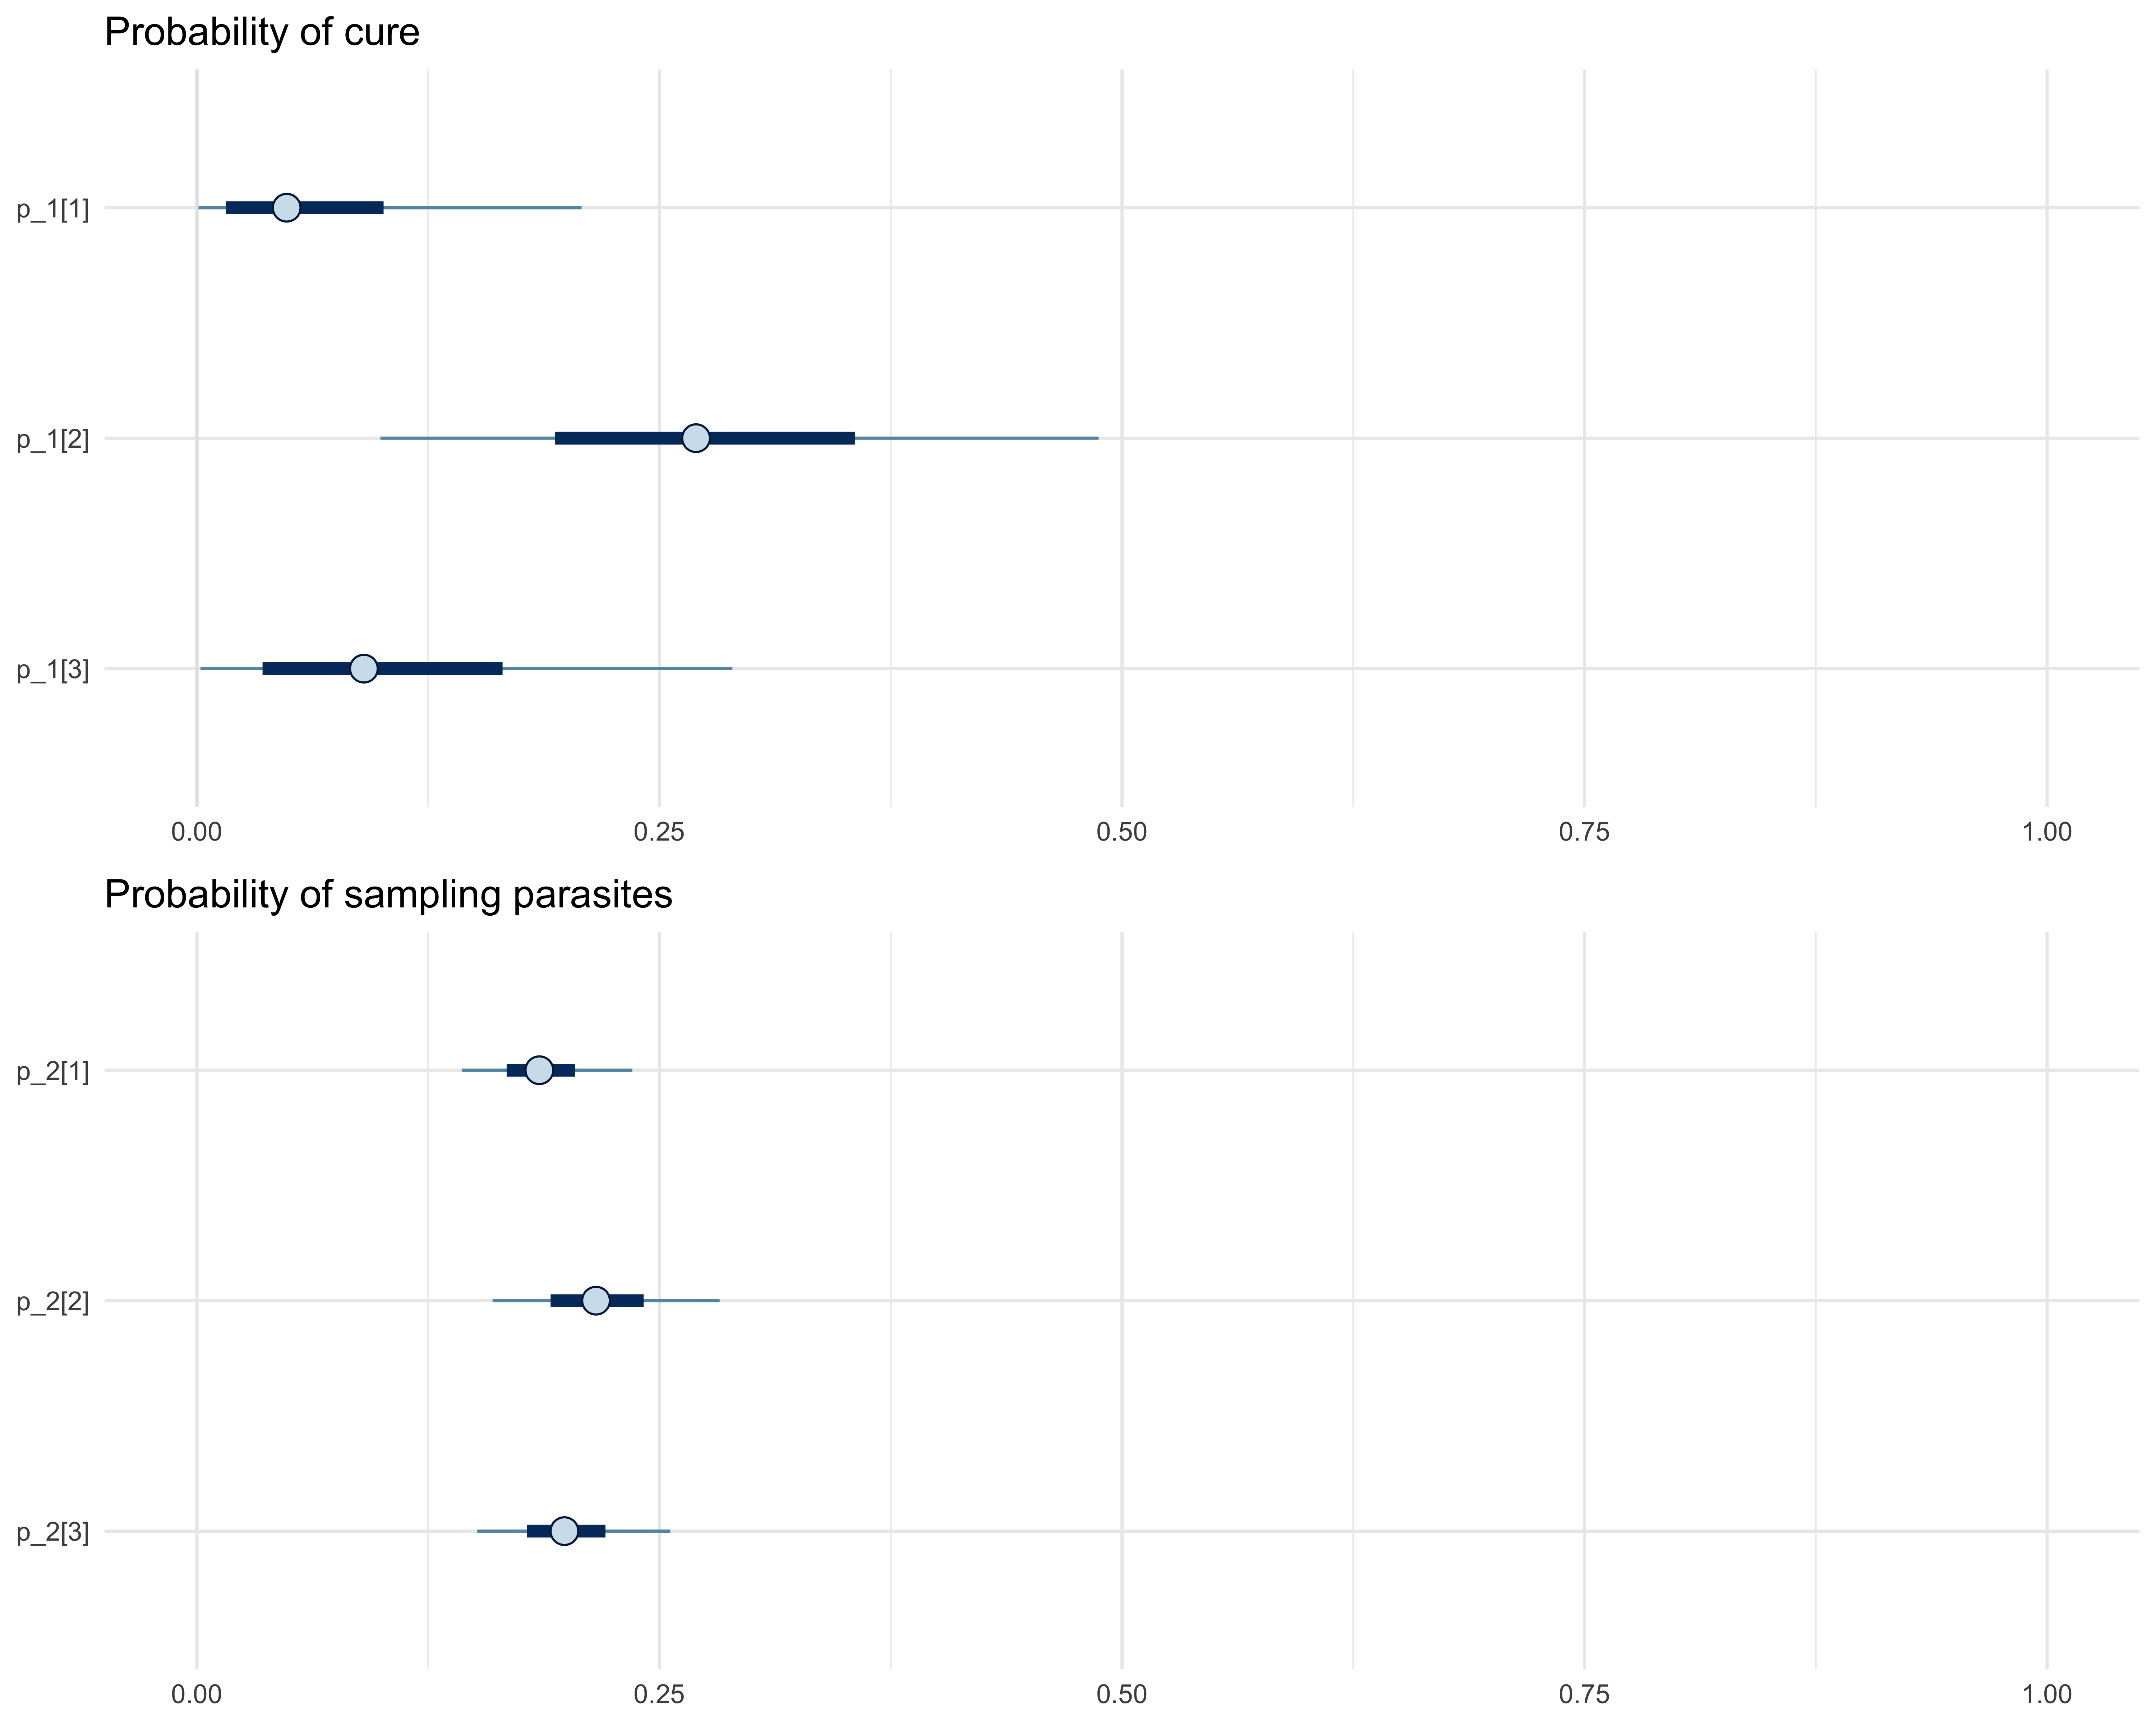 Probability of cure
p_1[1]
p_1[2]
p_1[3]
0.00 0.25 0.50 0.75 1.00
Probability of sampling parasites
p_2[1]
p_2[2]
p_2[3]
0.00 0.25 0.50 0.75 1.00